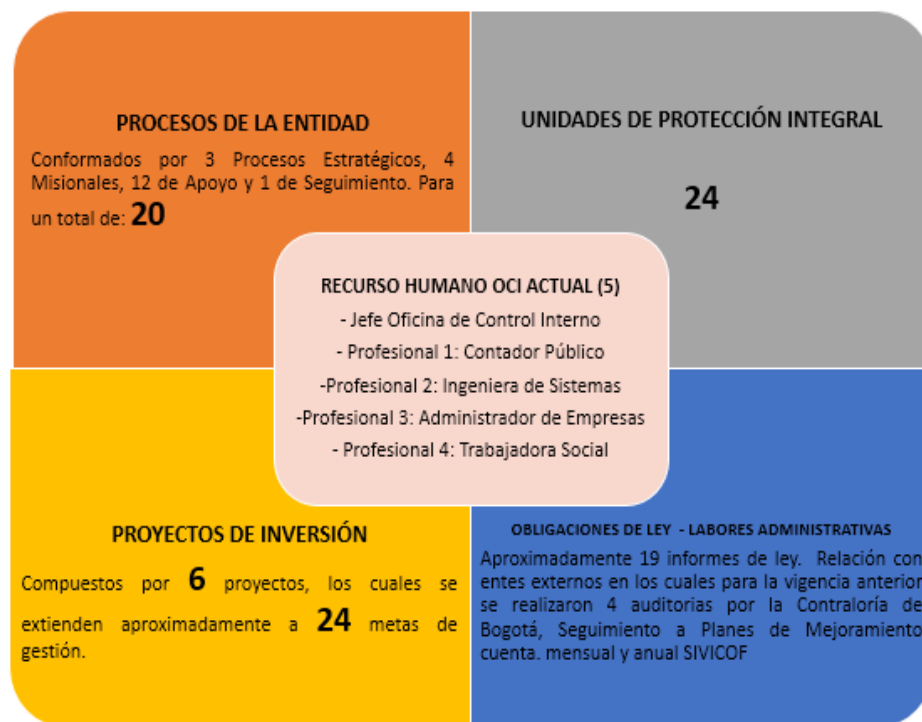 PROCESOS DE LA ENTIDAD
Conformados por 3 Procesos Estratégicos, 4
Misionales, 12 de Apoyo y 1 de Seguimiento. Para
un total de: 20
UNIDADES DE PROTECCIÓN INTEGRAL
24
RECURSO HUMANO OCI ACTUAL (5)
- Jefe Oficina de Control Interno
- Profesional 1: Contador Público
-Profesional 2: Ingeniera de Sistemas
-Profesional 3: Administrador de Empresas
- Profesional 4: Trabajadora Social
PROYECTOS DE INVERSIÓN
Compuestos por 6 proyectos, los cuales se
extienden aproximadamente a 24 metas de
gestión.
OBLIGACIONES DE LEY - LABORES ADMINISTRATIVAS
Aproximadamente 19 informes de ley. Relación con
entes externos en los cuales para la vigencia anterior
se realizaron 4 auditorias por la Contraloría de
Bogotá, Seguimiento a Planes de Mejoramiento
cuenta. mensual y anual SIVICOF